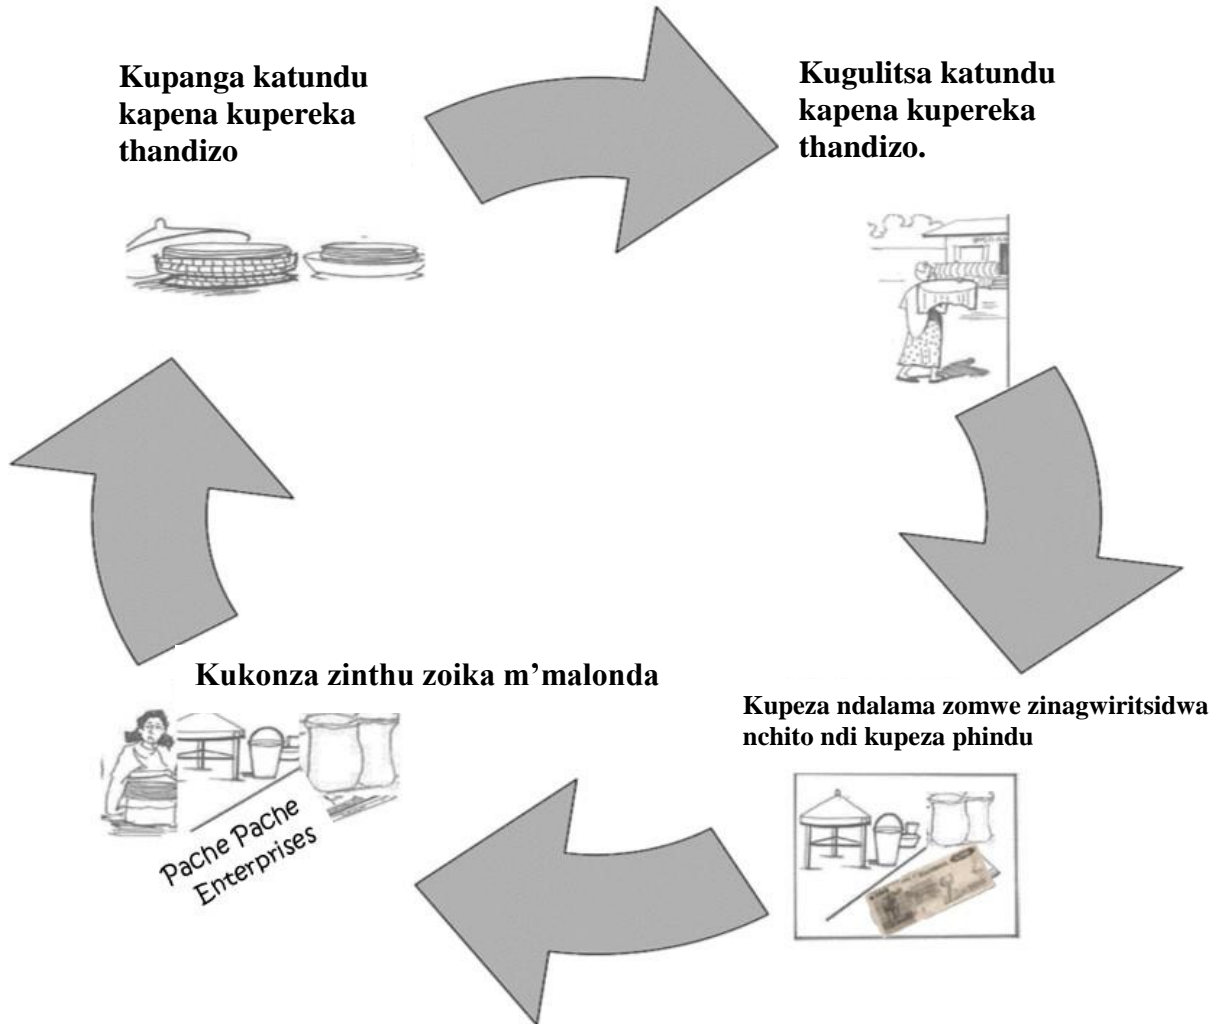 Kupanga katundu
kapena kupereka
thandizo
Kugulitsa katundu
kapena kupereka
thandizo.
Kupeza ndalama zomwe zinagwiritsidwa
nchito ndi kupeza phindu
Kukonza zinthu zoika m’malonda
Pache Pache
Enterprises